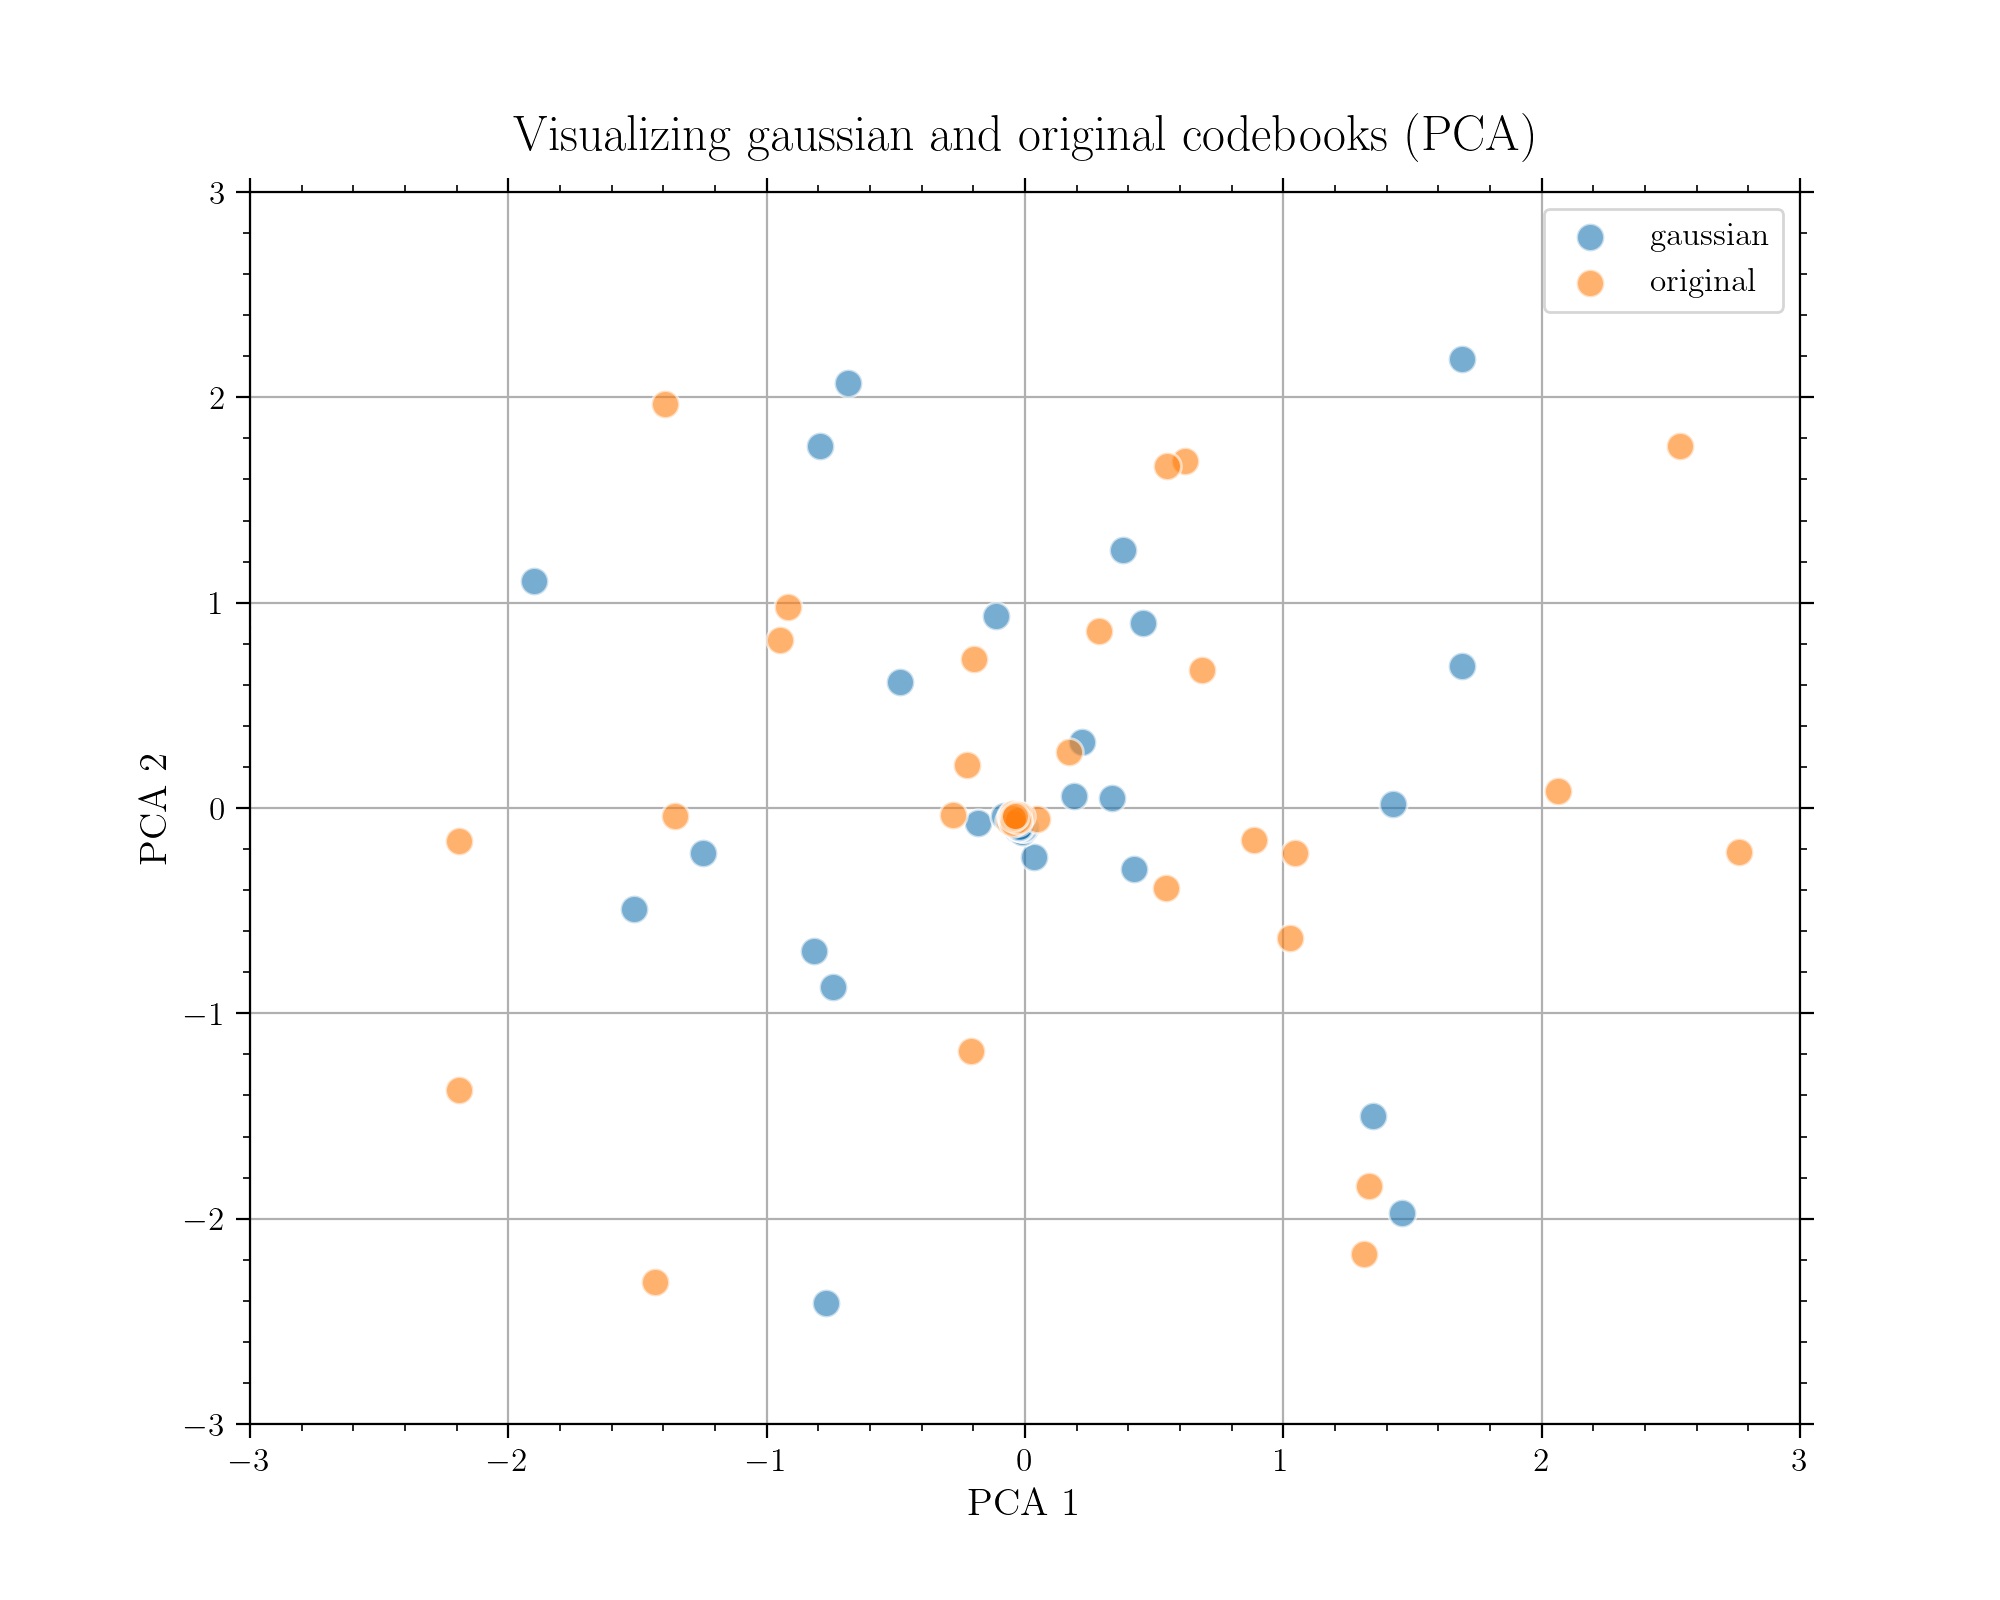 Visualizing gaussian and original codebooks (PCA)
gaussian
original
3
2
1
0
−1
−2
−3
PCA 2
−3
−2
−1
0
1
2
3
PCA 1